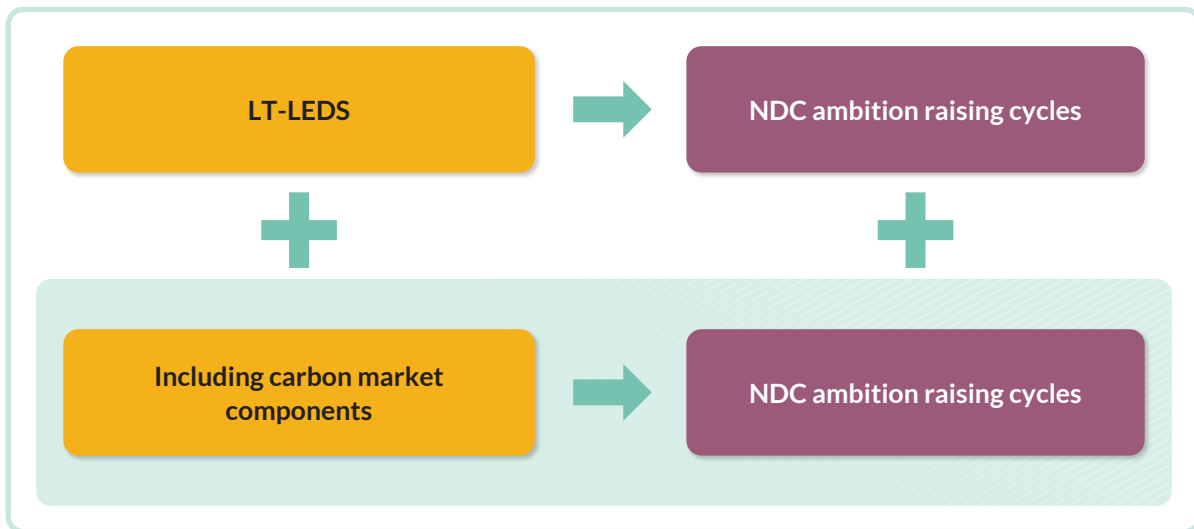 LT-LEDS
NDC ambition raising cycles
Including carbon market
components
NDC ambition raising cycles